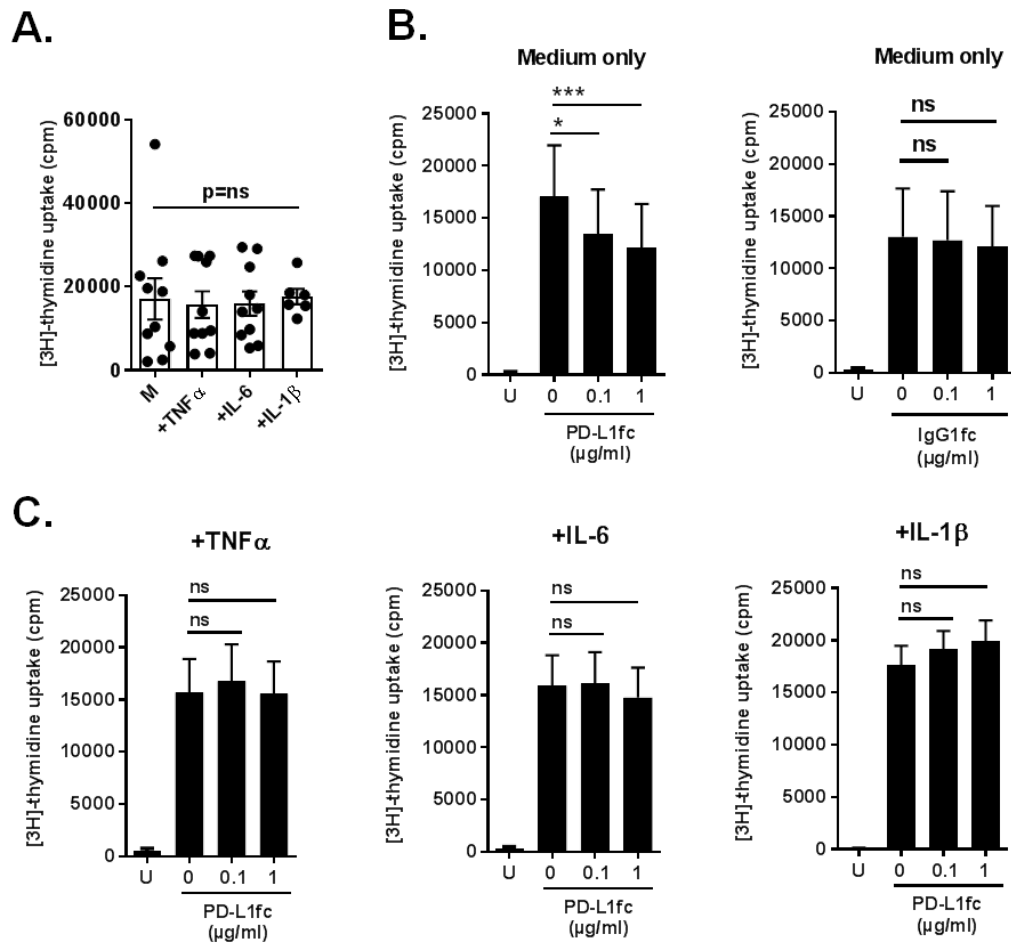 A.
[3H]-thymidine uptake (cpm)
60000
40000
20000
0
p=ns
M
+TNFα
+IL-6
+IL-1β
B.
Medium only
[3H]-thymidine uptake (cpm)
25000
20000
15000
10000
5000
0
***
*
U 0 0.1 1
PD-L1fc
(µg/ml)
Medium only
[3H]-thymidine uptake (cpm)
25000
20000
15000
10000
5000
0
ns
ns
U 0 0.1 1
IgG1fc
(µg/ml)
C.
+TNFα
[3H]-thymidine uptake (cpm)
25000
20000
15000
10000
5000
0
ns
ns
U 0 0.1 1
PD-L1fc
(µg/ml)
+IL-6
[3H]-thymidine uptake (cpm)
25000
20000
15000
10000
5000
0
ns
ns
U 0 0.1 1
PD-L1fc
(µg/ml)
+IL-1β
[3H]-thymidine uptake (cpm)
25000
20000
15000
10000
5000
0
ns
ns
U 0 0.1 1
PD-L1fc
(µg/ml)